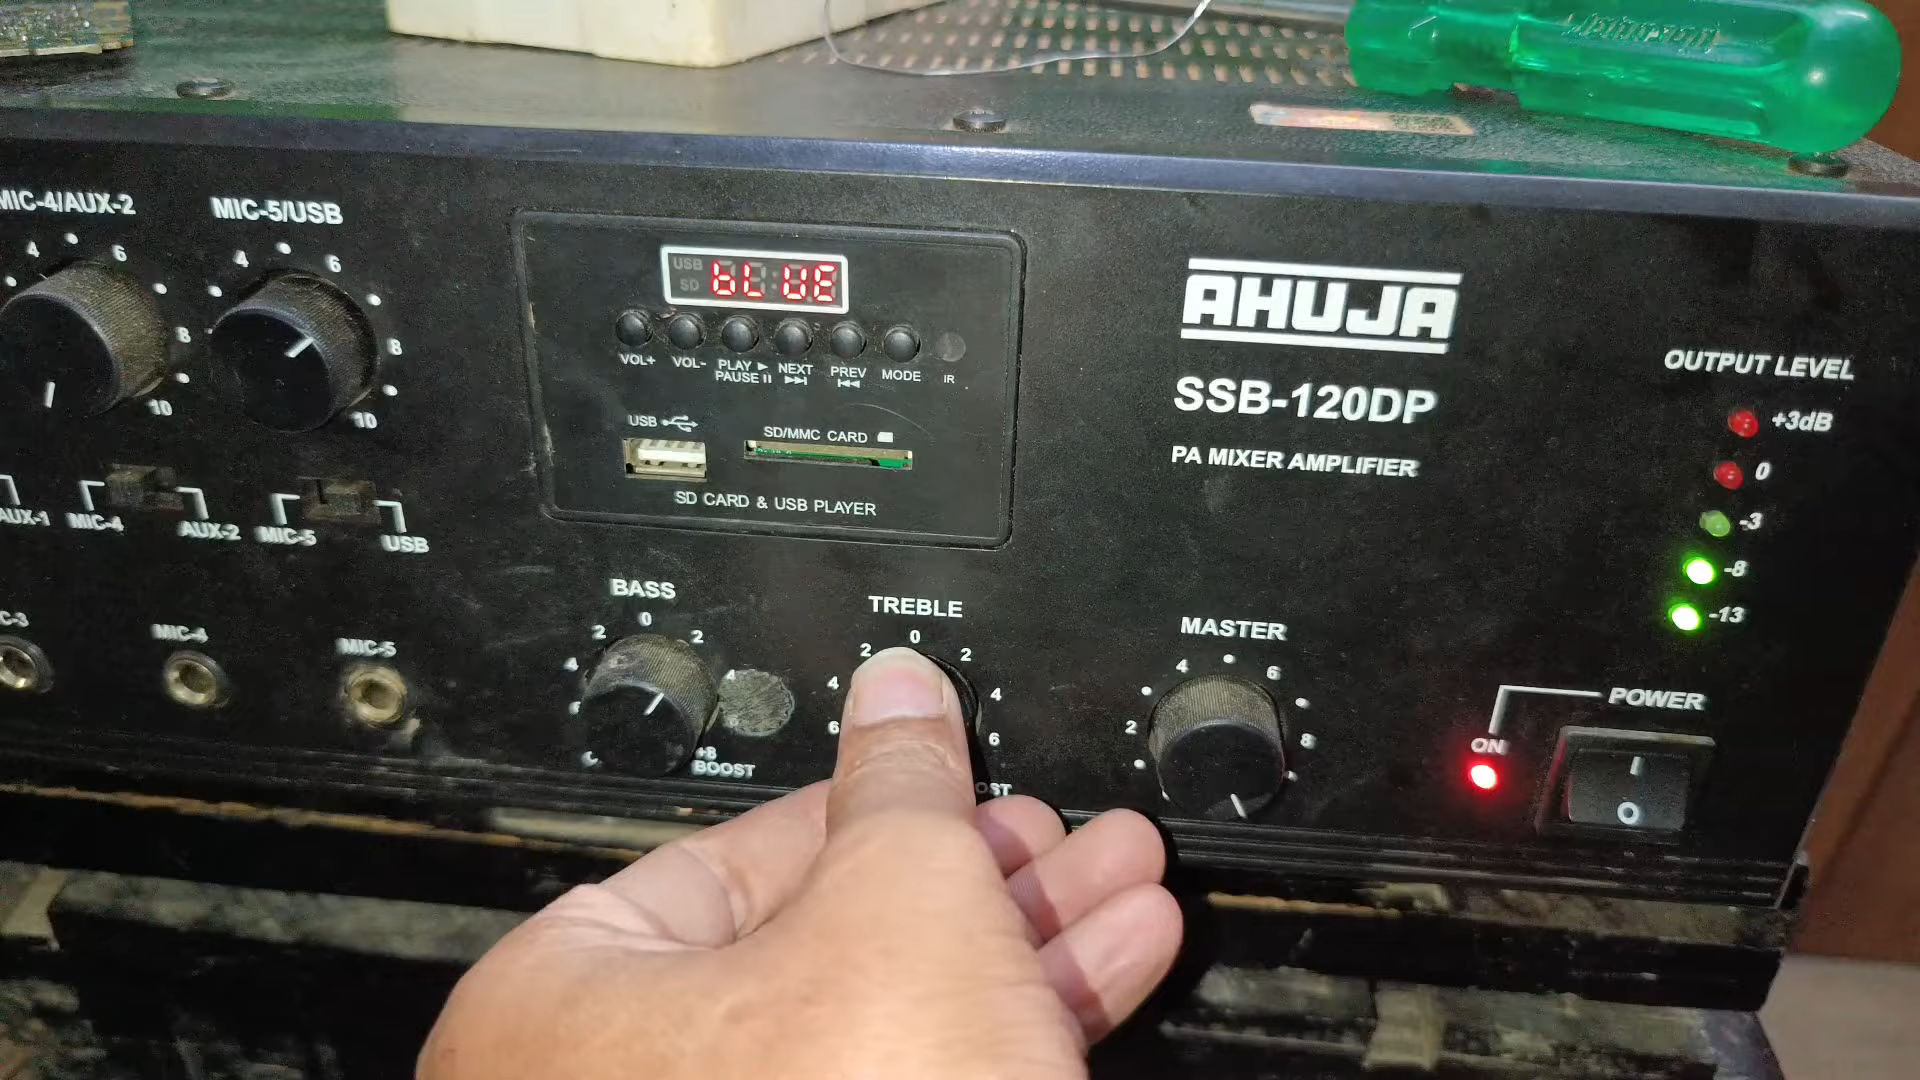 MIC-4/AUX-2
4 6 8 10
MIC-5/USB
4 6 8 10
USB
SD
bLUE
VOL+ VOL- PLAY PAUSE NEXT PREV MODE IR
USB
SD/MMC CARD
SD CARD & USB PLAYER
AHUJA
SSB-120DP
PA MIXER AMPLIFIER
OUTPUT LEVEL
+3dB
0
-3
-8
-13
AUX-1 MIC-4 AUX-2 MIC-5 USB
C-3 MIC-4 MIC-5
BASS
2 0 2
4 4
+B
BOOST
TREBLE
2 0 2
4 4
6 6
OST
MASTER
2 4 6 8
POWER
ON
I
O